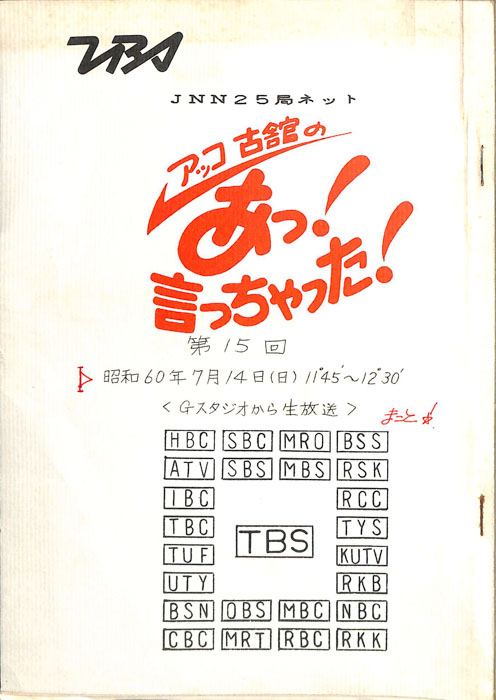 TBS
JNN25局ネット
アッコ 古舘の
あっ!
言っちゃった!
第15回
昭和60年7月14日(日) 11°45′〜12°30′
<Gスタジオから生放送>
まこと
HBC SBC MRO BSS
ATV SBS MBS RSK
IBC RCC
TBC TBS TYS
TUF KUTV
UTY RKB
BSN OBS MBC NBC
CBC MRT RBC RKK